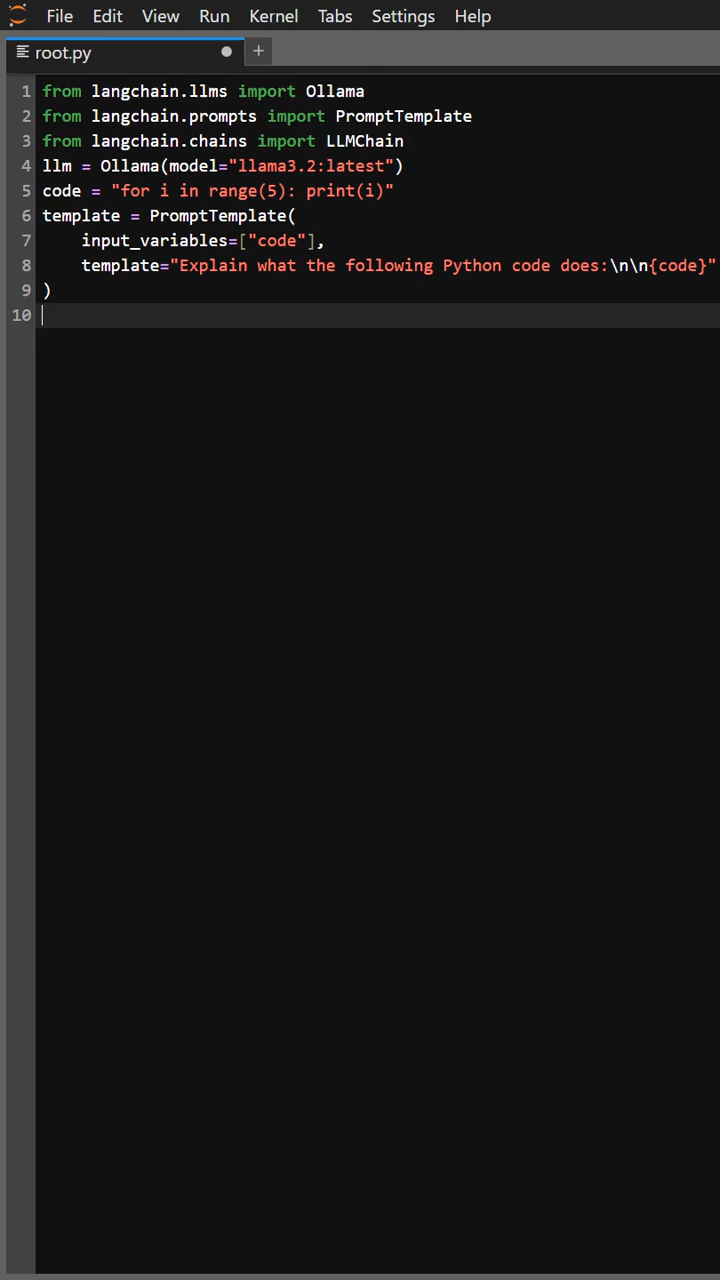 File Edit View Run Kernel Tabs Settings Help
root.py
1 from langchain.llms import Ollama
2 from langchain.prompts import PromptTemplate
3 from langchain.chains import LLMChain
4 llm = Ollama(model="llama3.2:latest")
5 code = "for i in range(5): print(i)"
6 template = PromptTemplate(
7     input_variables=["code"],
8     template="Explain what the following Python code does:\n\n{code}"
9 )
10